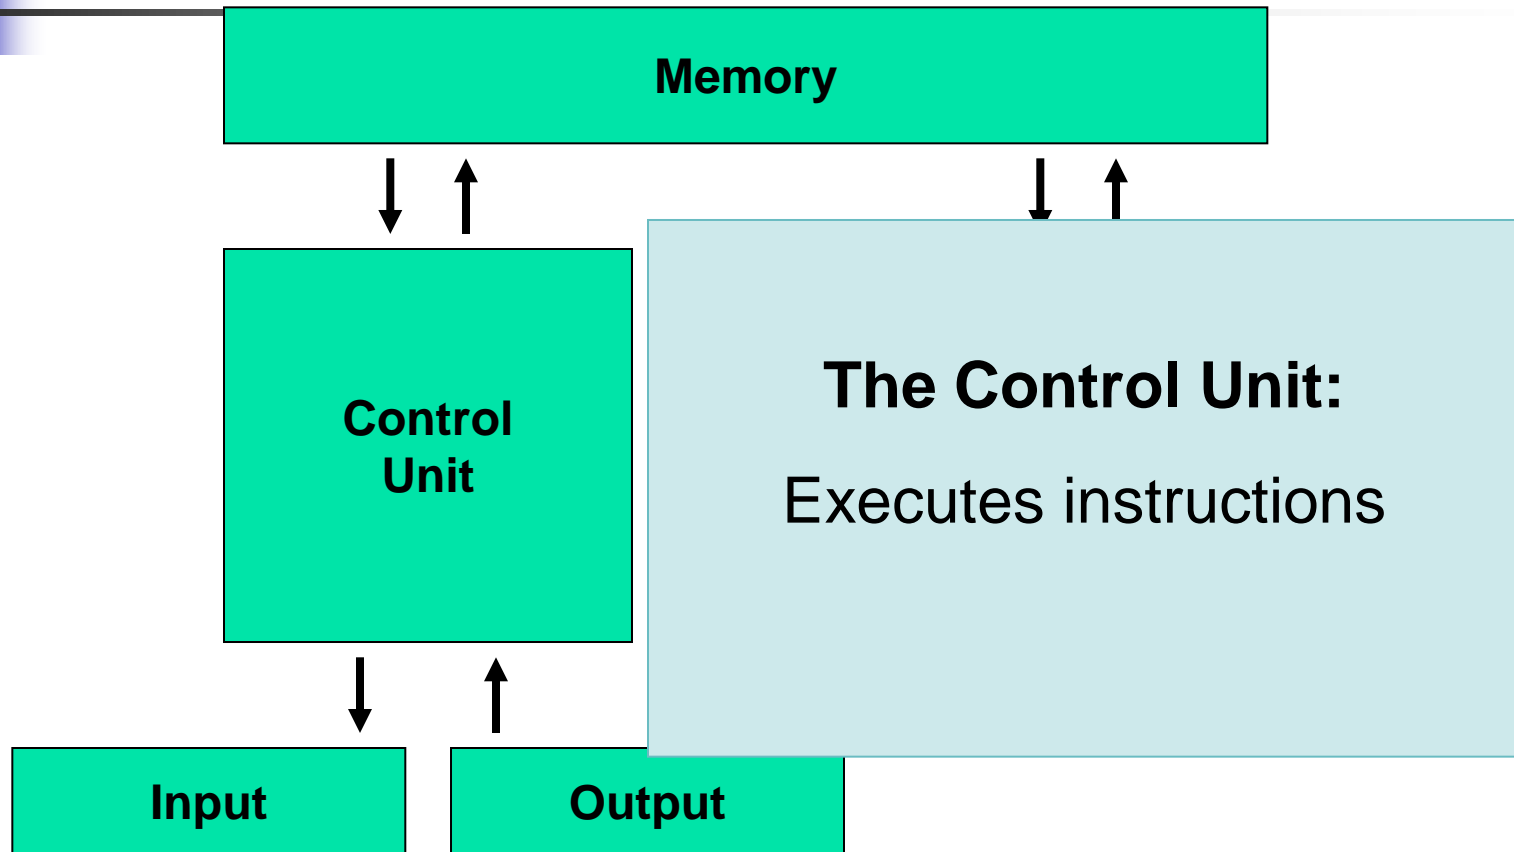 Memory
Control
Unit
The Control Unit:
Executes instructions
Input
Output